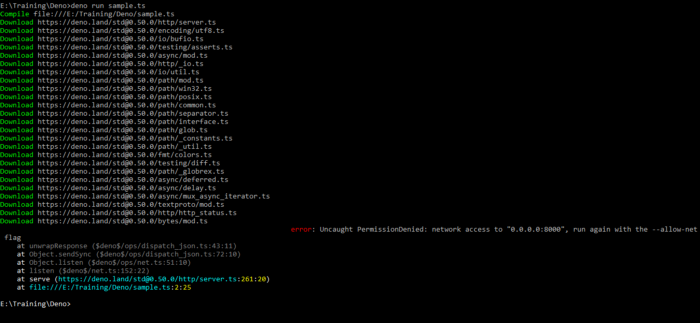 E:\Training\Deno>deno run sample.ts
Compile file:///E:/Training/Deno/sample.ts
Download https://deno.land/std@0.50.0/http/server.ts
Download https://deno.land/std@0.50.0/encoding/utf8.ts
Download https://deno.land/std@0.50.0/io/bufio.ts
Download https://deno.land/std@0.50.0/testing/asserts.ts
Download https://deno.land/std@0.50.0/async/mod.ts
Download https://deno.land/std@0.50.0/http/_io.ts
Download https://deno.land/std@0.50.0/io/util.ts
Download https://deno.land/std@0.50.0/path/mod.ts
Download https://deno.land/std@0.50.0/path/win32.ts
Download https://deno.land/std@0.50.0/path/posix.ts
Download https://deno.land/std@0.50.0/path/common.ts
Download https://deno.land/std@0.50.0/path/separator.ts
Download https://deno.land/std@0.50.0/path/interface.ts
Download https://deno.land/std@0.50.0/path/glob.ts
Download https://deno.land/std@0.50.0/path/_constants.ts
Download https://deno.land/std@0.50.0/path/_util.ts
Download https://deno.land/std@0.50.0/fmt/colors.ts
Download https://deno.land/std@0.50.0/testing/diff.ts
Download https://deno.land/std@0.50.0/path/_globrex.ts
Download https://deno.land/std@0.50.0/async/deferred.ts
Download https://deno.land/std@0.50.0/async/delay.ts
Download https://deno.land/std@0.50.0/async/mux_async_iterator.ts
Download https://deno.land/std@0.50.0/textproto/mod.ts
Download https://deno.land/std@0.50.0/http/http_status.ts
Download https://deno.land/std@0.50.0/bytes/mod.ts
error: Uncaught PermissionDenied: network access to "0.0.0.0:8000", run again with the --allow-net
flag
at unwrapResponse ($deno$/ops/dispatch_json.ts:43:11)
at Object.sendSync ($deno$/ops/dispatch_json.ts:72:10)
at Object.listen ($deno$/ops/net.ts:51:10)
at listen ($deno$/net.ts:152:22)
at serve (https://deno.land/std@0.50.0/http/server.ts:261:20)
at file:///E:/Training/Deno/sample.ts:2:25
E:\Training\Deno>